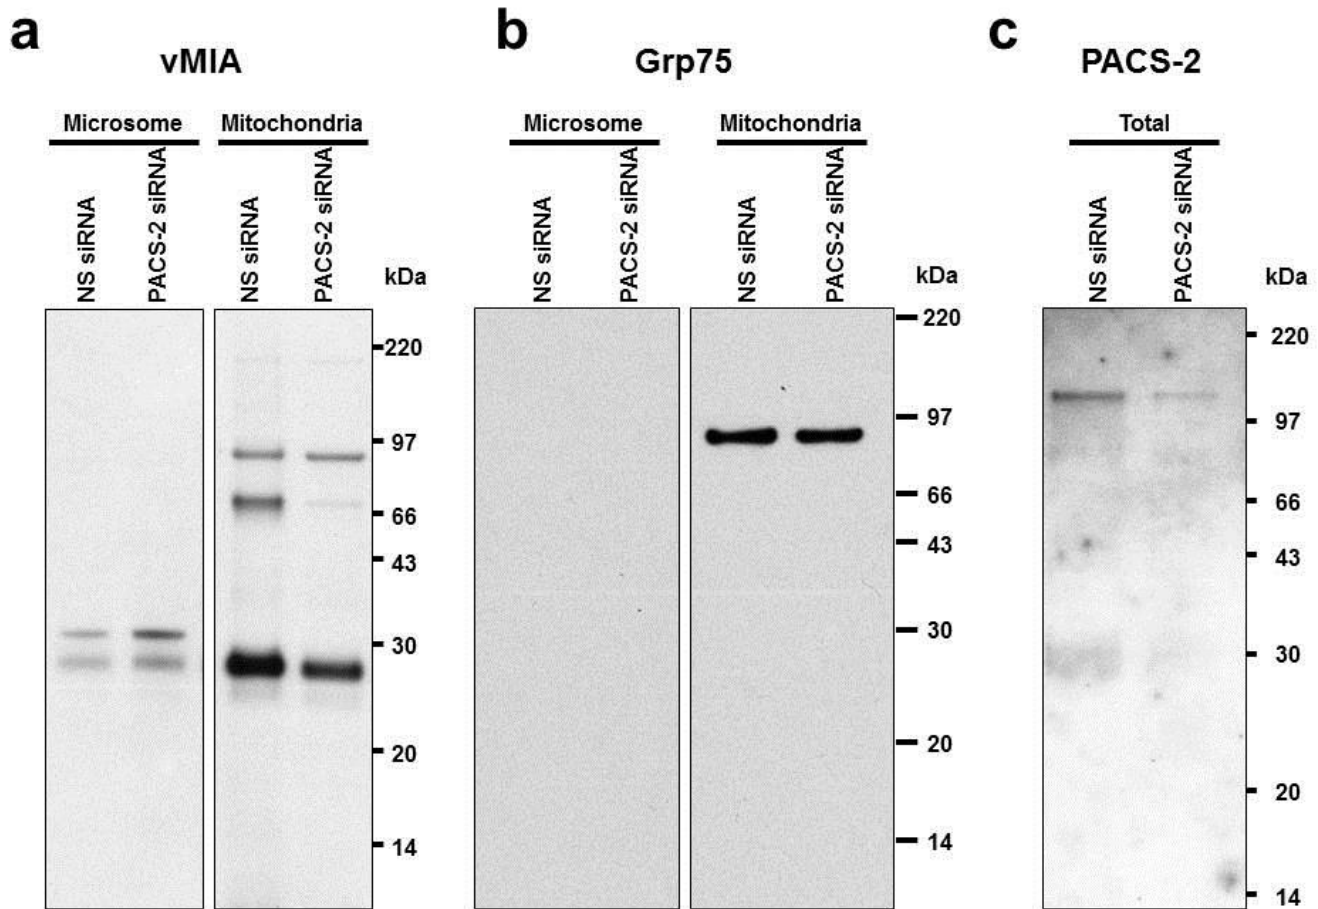 a
vMIA
Microsome Mitochondria
NS siRNA
PACS-2 siRNA
NS siRNA
PACS-2 siRNA
kDa
220
97
66
43
30
20
14
b
Grp75
Microsome Mitochondria
NS siRNA
PACS-2 siRNA
NS siRNA
PACS-2 siRNA
kDa
220
97
66
43
30
20
14
c
PACS-2
Total
NS siRNA
PACS-2 siRNA
kDa
220
97
66
43
30
20
14